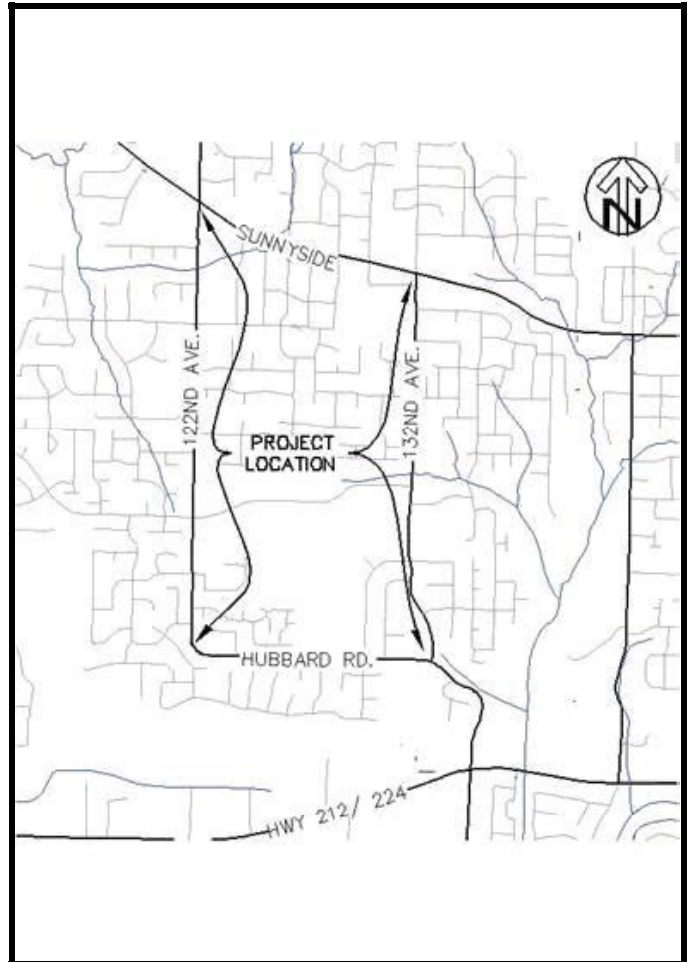 N
SUNNYSIDE
122ND AVE.
132ND AVE.
PROJECT
LOCATION
HUBBARD RD.
HWY 212/ 224